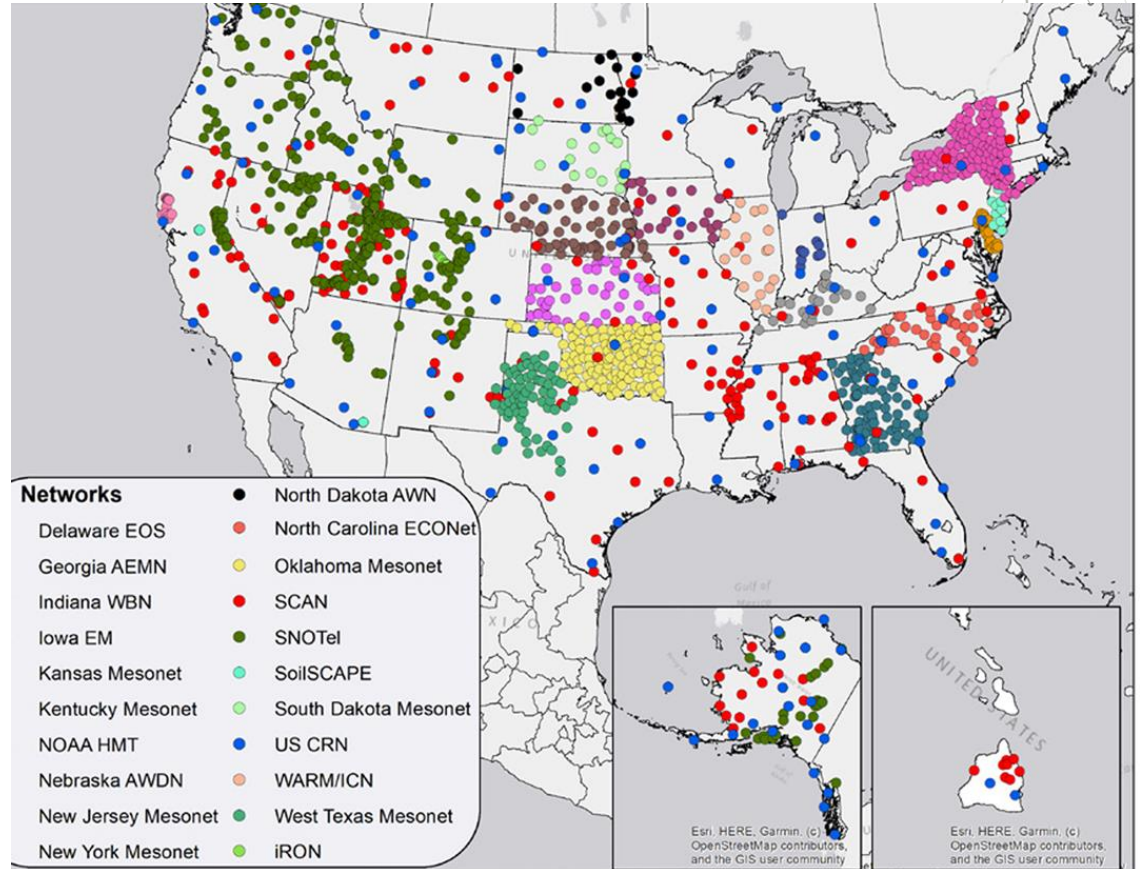 UNITED STATES
Gulf of
Mexico
Networks
Delaware EOS
Georgia AEMN
Indiana WBN
Iowa EM
Kansas Mesonet
Kentucky Mesonet
NOAA HMT
Nebraska AWDN
New Jersey Mesonet
New York Mesonet
North Dakota AWN
North Carolina ECONet
Oklahoma Mesonet
SCAN
SNOTel
SoilSCAPE
South Dakota Mesonet
US CRN
WARM/ICN
West Texas Mesonet
iRON
XICO
Esri, HERE, Garmin, (c)
OpenStreetMap contributors,
and the GIS user community
Esri, HERE, Garmin, (c)
OpenStreetMap contributors,
and the GIS user community